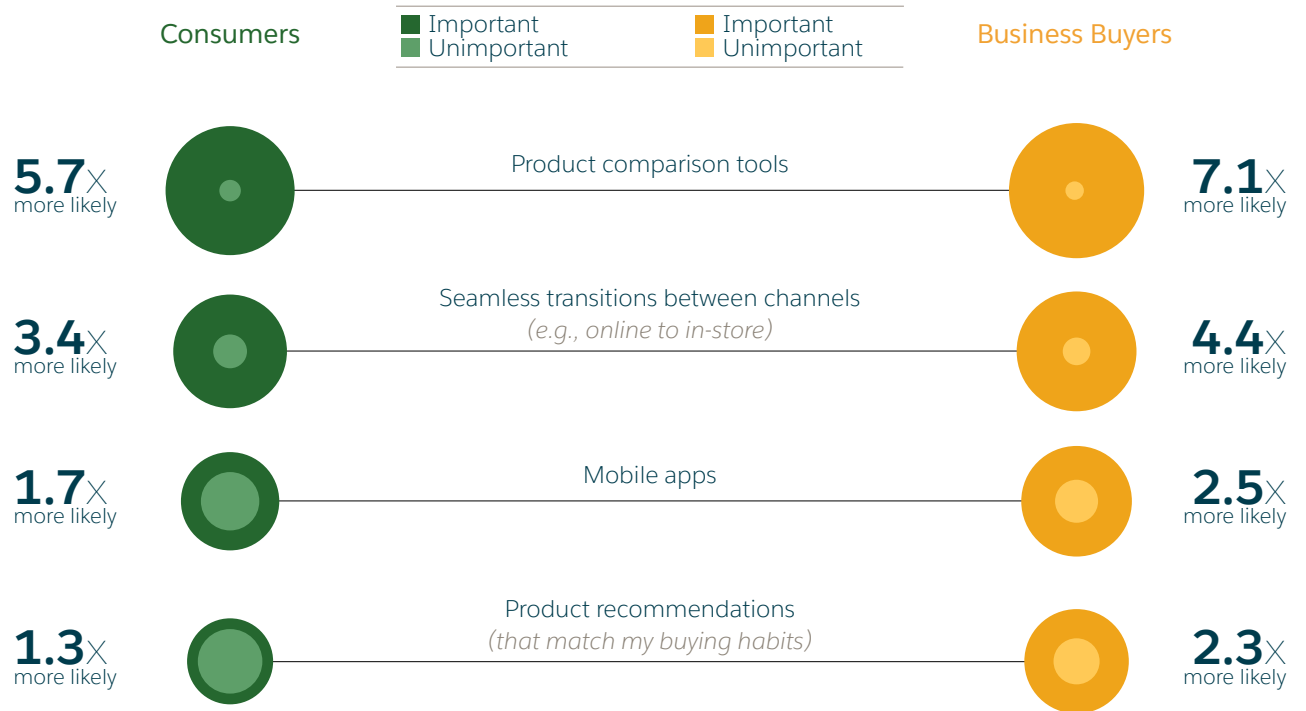 Consumers
Important
Unimportant
Important
Unimportant
Business Buyers
5.7X
more likely
Product comparison tools
7.1X
more likely
3.4X
more likely
Seamless transitions between channels
(e.g., online to in-store)
4.4X
more likely
1.7X
more likely
Mobile apps
2.5X
more likely
1.3X
more likely
Product recommendations
(that match my buying habits)
2.3X
more likely